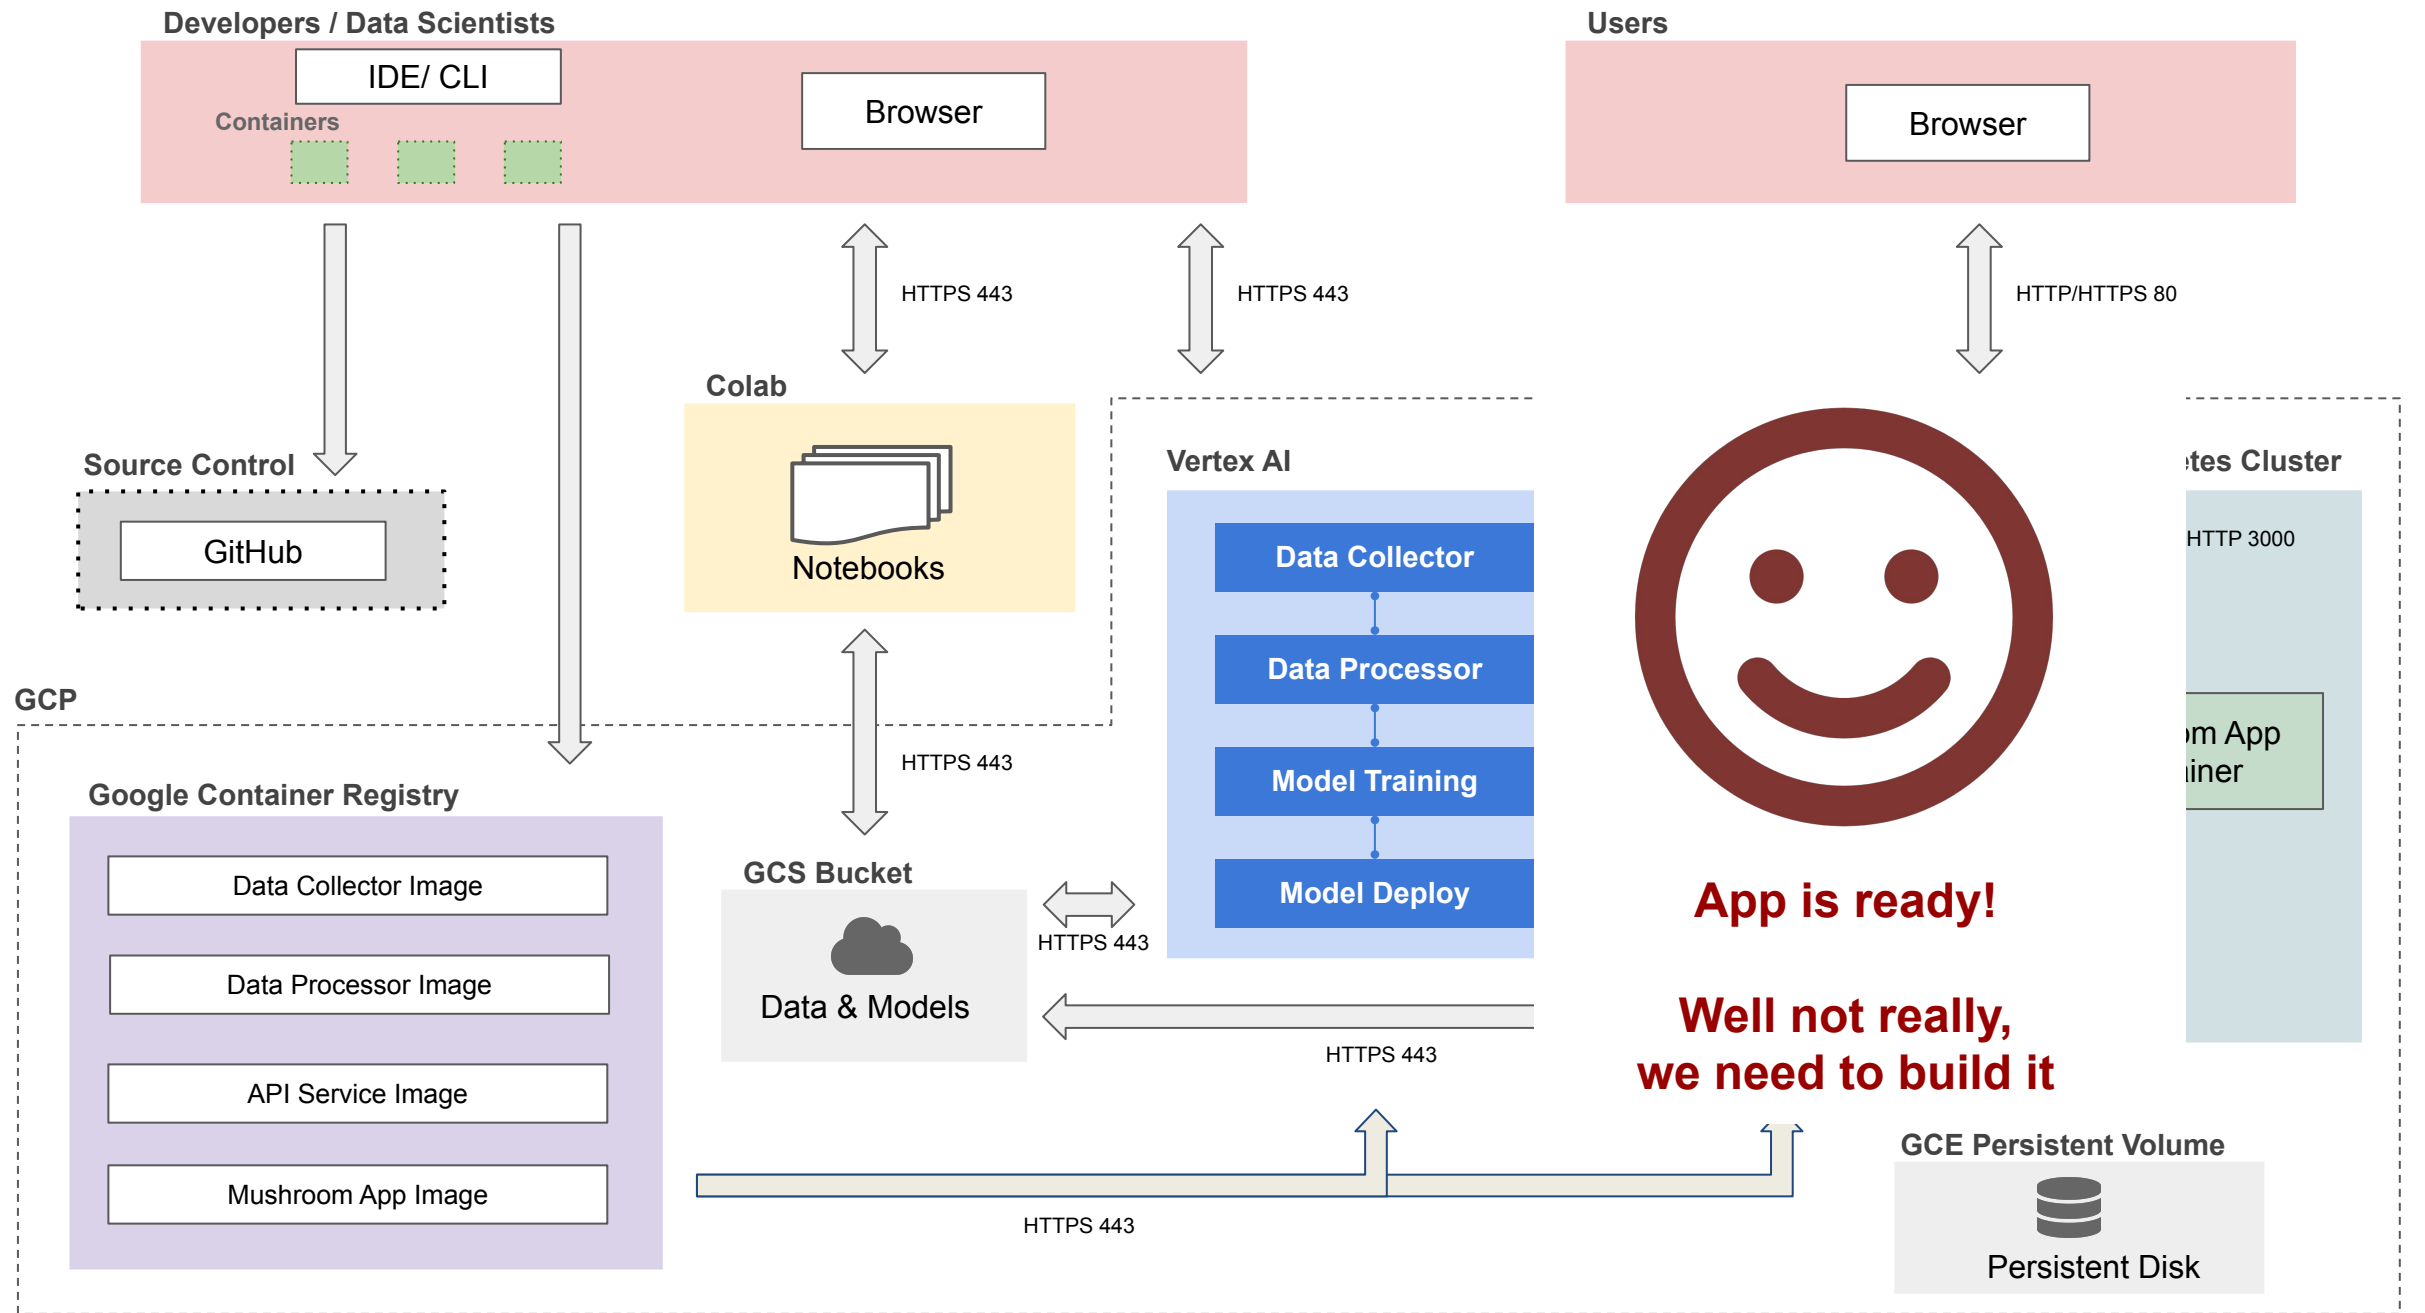 Developers / Data Scientists
Users
IDE/ CLI
Containers
Browser
Browser
HTTPS 443
HTTPS 443
HTTP/HTTPS 80
Colab
Source Control
GitHub
Notebooks
Vertex AI
Data Collector
Data Processor
Model Training
Model Deploy
Cluster
HTTP 3000
App
GCP
HTTPS 443
Google Container Registry
Data Collector Image
Data Processor Image
API Service Image
Mushroom App Image
GCS Bucket
Data & Models
HTTPS 443
HTTPS 443
App is ready!
Well not really,
we need to build it
HTTPS 443
GCE Persistent Volume
Persistent Disk